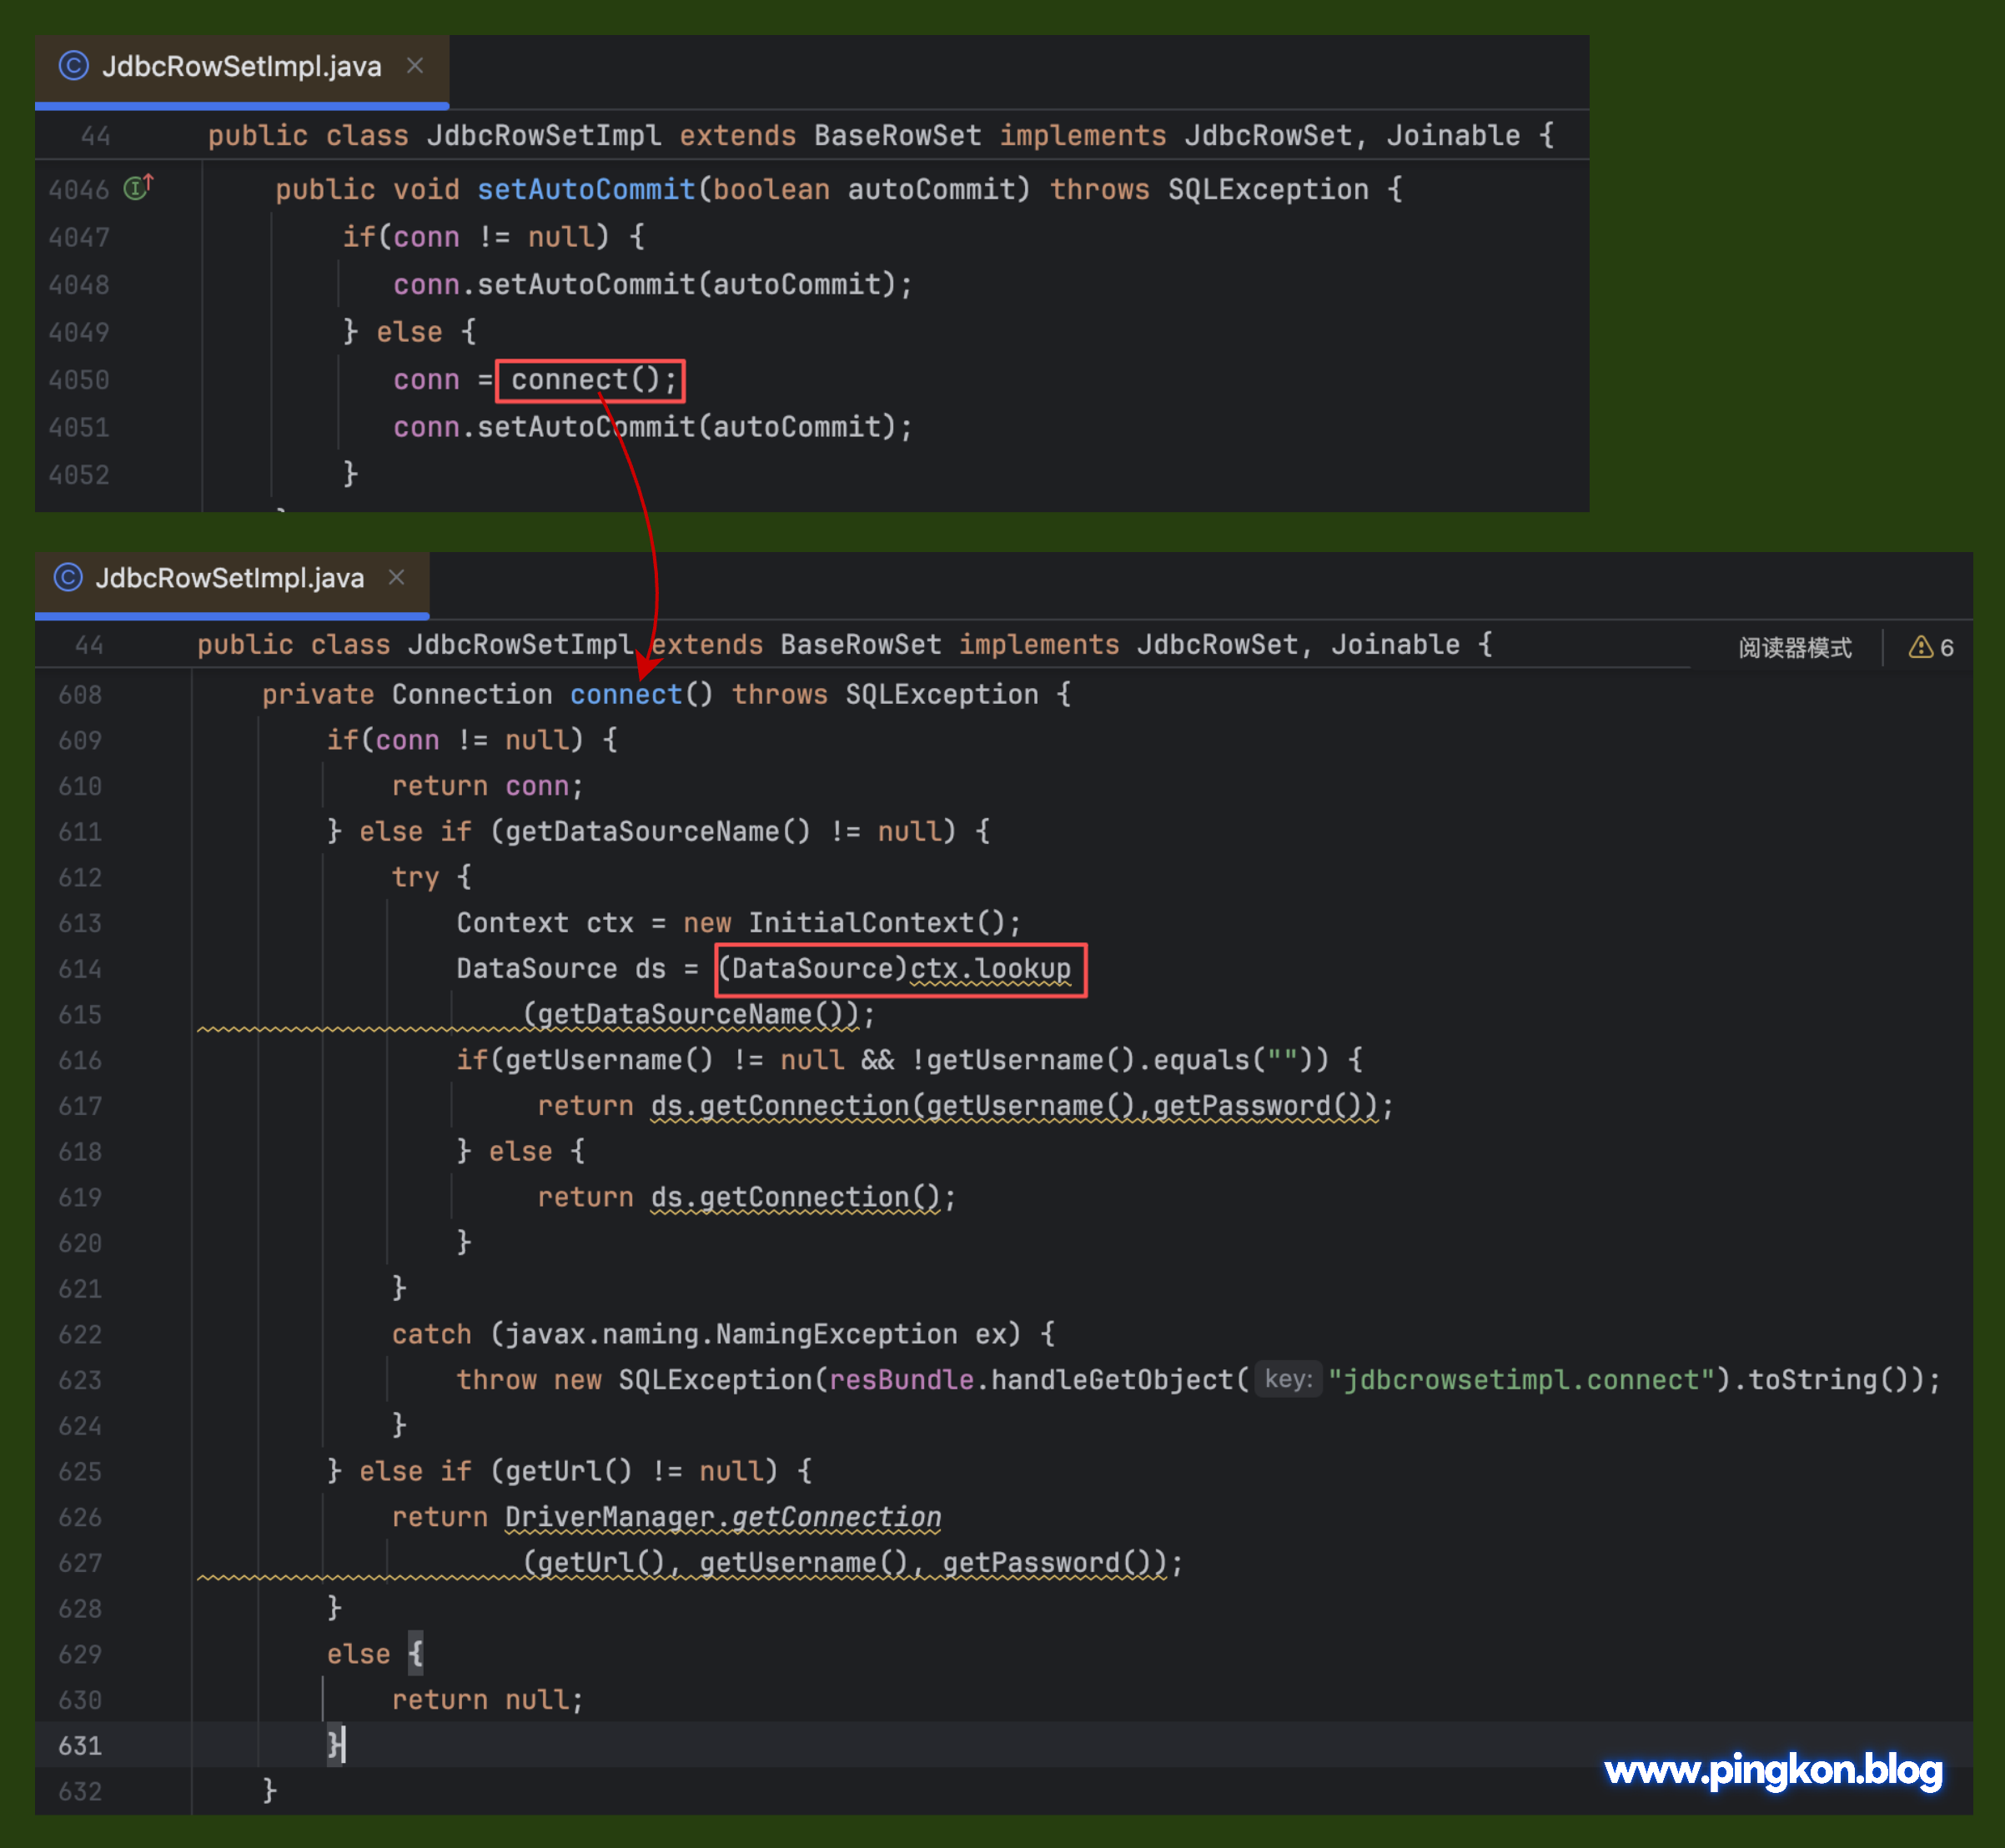 JdbcRowSetImpl.java
44 public class JdbcRowSetImpl extends BaseRowSet implements JdbcRowSet, Joinable {
4046 public void setAutoCommit(boolean autoCommit) throws SQLException {
4047 if(conn != null) {
4048 conn.setAutoCommit(autoCommit);
4049 } else {
4050 conn = connect();
4051 conn.setAutoCommit(autoCommit);
4052 }
JdbcRowSetImpl.java
44 public class JdbcRowSetImpl extends BaseRowSet implements JdbcRowSet, Joinable { 阅读器模式 6
608 private Connection connect() throws SQLException {
609 if(conn != null) {
610 return conn;
611 } else if (getDataSourceName() != null) {
612 try {
613 Context ctx = new InitialContext();
614 DataSource ds = (DataSource)ctx.lookup
615 (getDataSourceName());
616 if(getUsername() != null && !getUsername().equals("")) {
617 return ds.getConnection(getUsername(),getPassword());
618 } else {
619 return ds.getConnection();
620 }
621 }
622 catch (javax.naming.NamingException ex) {
623 throw new SQLException(resBundle.handleGetObject( key: "jdbcrowsetimpl.connect").toString());
624 }
625 } else if (getUrl() != null) {
626 return DriverManager.getConnection
627 (getUrl(), getUsername(), getPassword());
628 }
629 else {
630 return null;
631 }
632 }
www.pingkon.blog